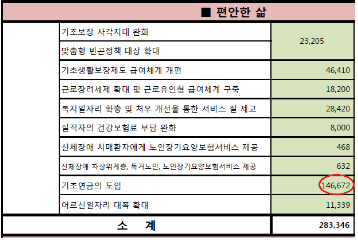 ■ 편안한 삶
기초보장 사각지대 완화
23,205
맞춤형 빈곤정책 대상 확대
기초생활보장제도 급여체계 개편 46,410
근로장려세제 확대 및 근로유인형 급여체계 구축 18,200
복지일자리 확충 및 처우 개선을 통한 서비스 질 제고 28,420
실직자의 건강보험료 부담 완화 8,000
신체장애 치매환자에게 노인장기요양보험서비스 제공 468
신체장애 자상위계층, 독거노인, 노인장기요양보험서비스 제공 632
기초연금의 도입 146,672
어르신일자리 대폭 확대 11,339
소 계 283,346